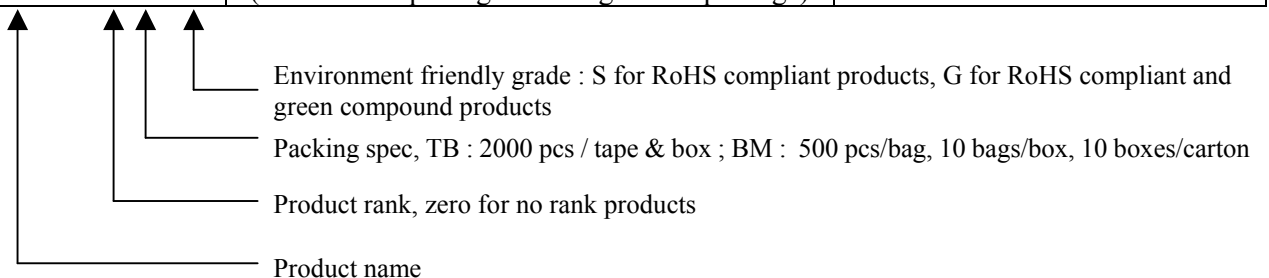 Environment friendly grade : S for RoHS compliant products, G for RoHS compliant and
green compound products
Packing spec, TB : 2000 pcs / tape & box ; BM : 500 pcs/bag, 10 bags/box, 10 boxes/carton
Product rank, zero for no rank products
Product name